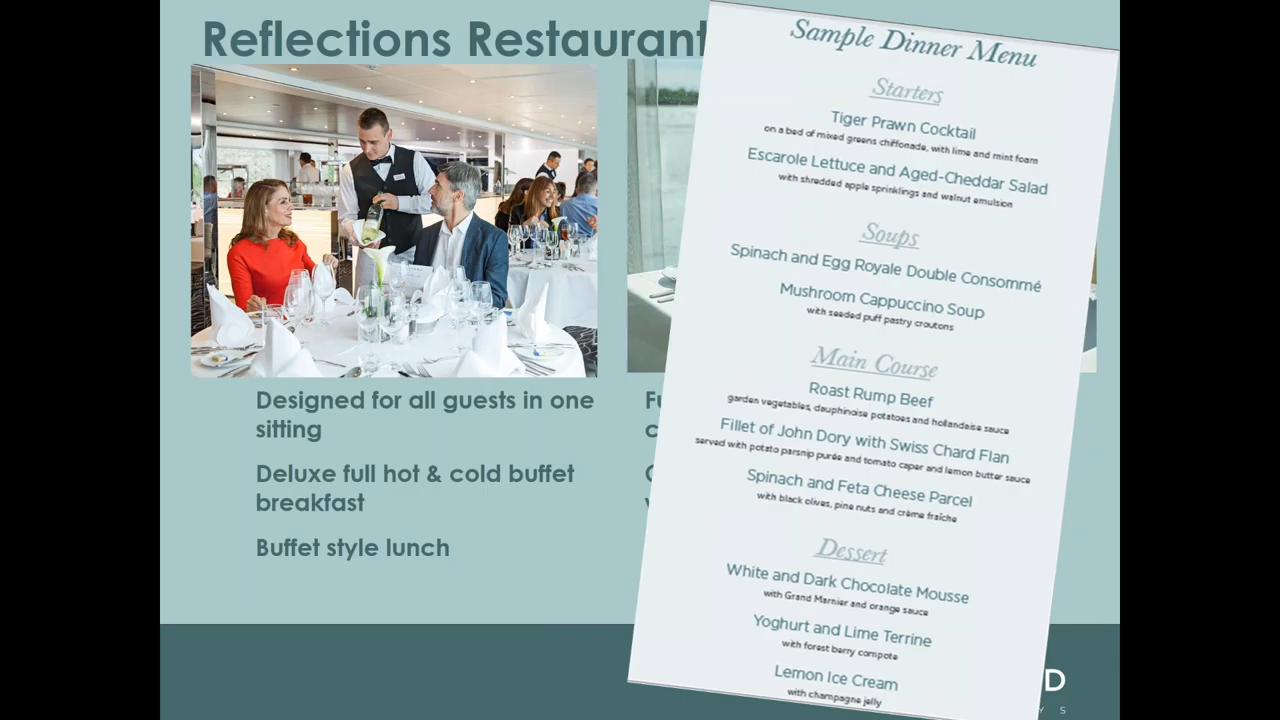 Reflections Restaurant
Designed for all guests in one
sitting
Deluxe full hot & cold buffet
breakfast
Buffet style lunch
Sample Dinner Menu
Starters
Tiger Prawn Cocktail
on a bed of mixed greens chiffonade, with lime and mint foam
Escarole Lettuce and Aged-Cheddar Salad
with shredded apple sprinklings and walnut emulsion
Soups
Spinach and Egg Royale Double Consommé
Mushroom Cappuccino Soup
with seeded puff pastry croutons
Main Course
Roast Rump Beef
garden vegetables, dauphinoise potatoes and hollandaise sauce
Fillet of John Dory with Swiss Chard Flan
served with potato parsnip purée and tomato caper and lemon butter sauce
Spinach and Feta Cheese Parcel
with black olives, pine nuts and crème fraîche
Dessert
White and Dark Chocolate Mousse
with Grand Marnier and orange sauce
Yoghurt and Lime Terrine
with forest berry compote
Lemon Ice Cream
with champagne jelly
D
Y S